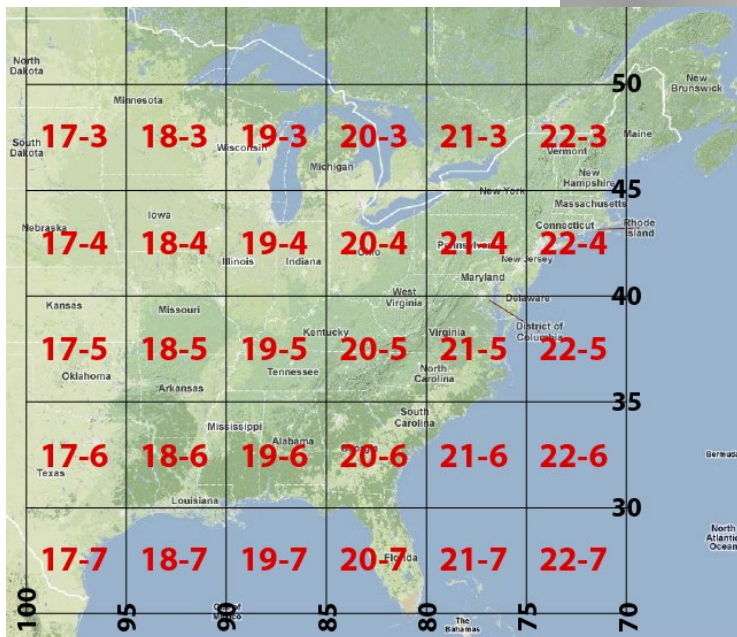 North
Dakota
50
New
Brunswick
Minnesota
17-3 18-3 19-3 20-3 21-3 22-3
South
Dakota
Wisconsin
Maine
Michigan
Vermont
New
Hampshire
45
New York
Massachusetts
Iowa
Connecticut
Rhode
Island
Nebraska
17-4 18-4 19-4 20-4 21-4 22-4
Illinois
Indiana
Ohio
Pennsylvania
New Jersey
Maryland
40
West
Virginia
Delaware
Kansas
Missouri
Kentucky
Virginia
District of
Columbia
17-5 18-5 19-5 20-5 21-5 22-5
Oklahoma
Tennessee
North
Carolina
Arkansas
35
South
Carolina
Mississippi
Alabama
Georgia
17-6 18-6 19-6 20-6 21-6 22-6
Bermuda
Texas
Louisiana
30
North
Atlantic
Ocean
17-7 18-7 19-7 20-7 21-7 22-7
Florida
100 95 90 85 80 75 70
Gulf of
Mexico
The
Bahamas